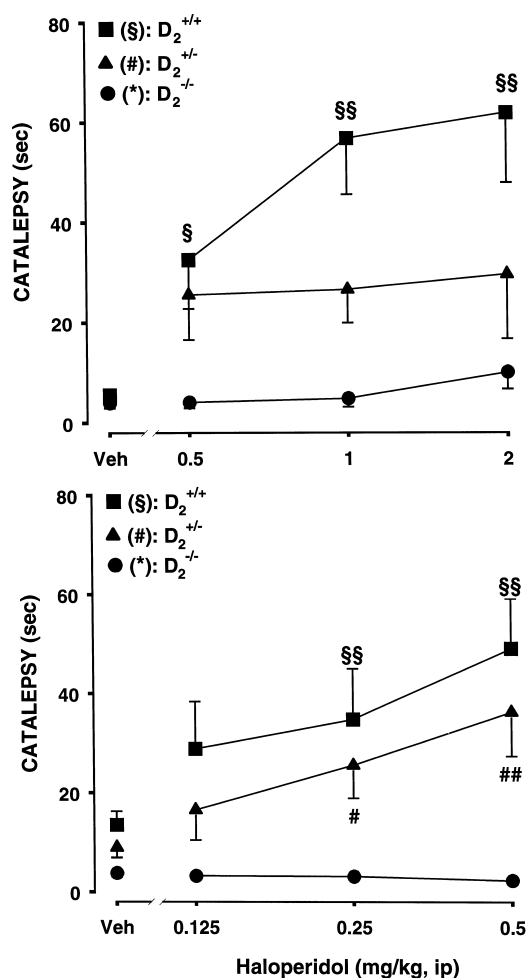 80
■ (§): D₂⁺/⁺
▲ (#): D₂⁺/⁻
● (*): D₂⁻/⁻
§§
§§
60
§
40
20
0
CATALEPSY (sec)
Veh 0.5 1 2
80
■ (§): D₂⁺/⁺
▲ (#): D₂⁺/⁻
● (*): D₂⁻/⁻
§§
60
§§
40
##
#
20
0
CATALEPSY (sec)
Veh 0.125 0.25 0.5
Haloperidol (mg/kg, ip)